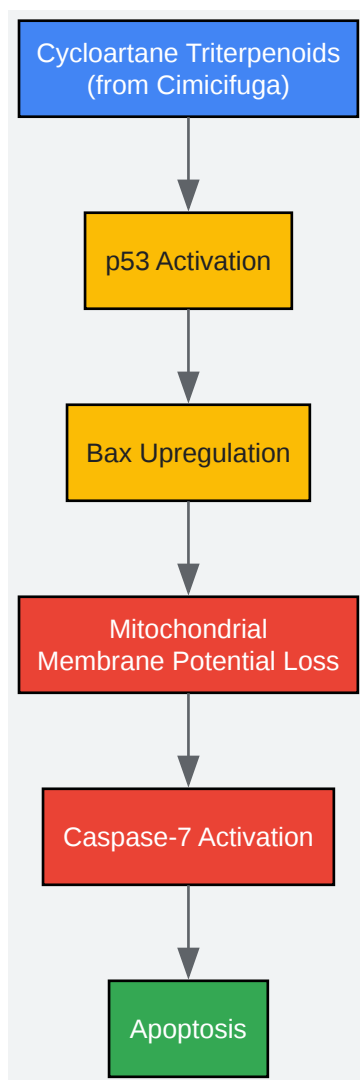 Cycloartane Triterpenoids
(from Cimicifuga)
p53 Activation
Bax Upregulation
Mitochondrial
Membrane Potential Loss
Caspase-7 Activation
Apoptosis